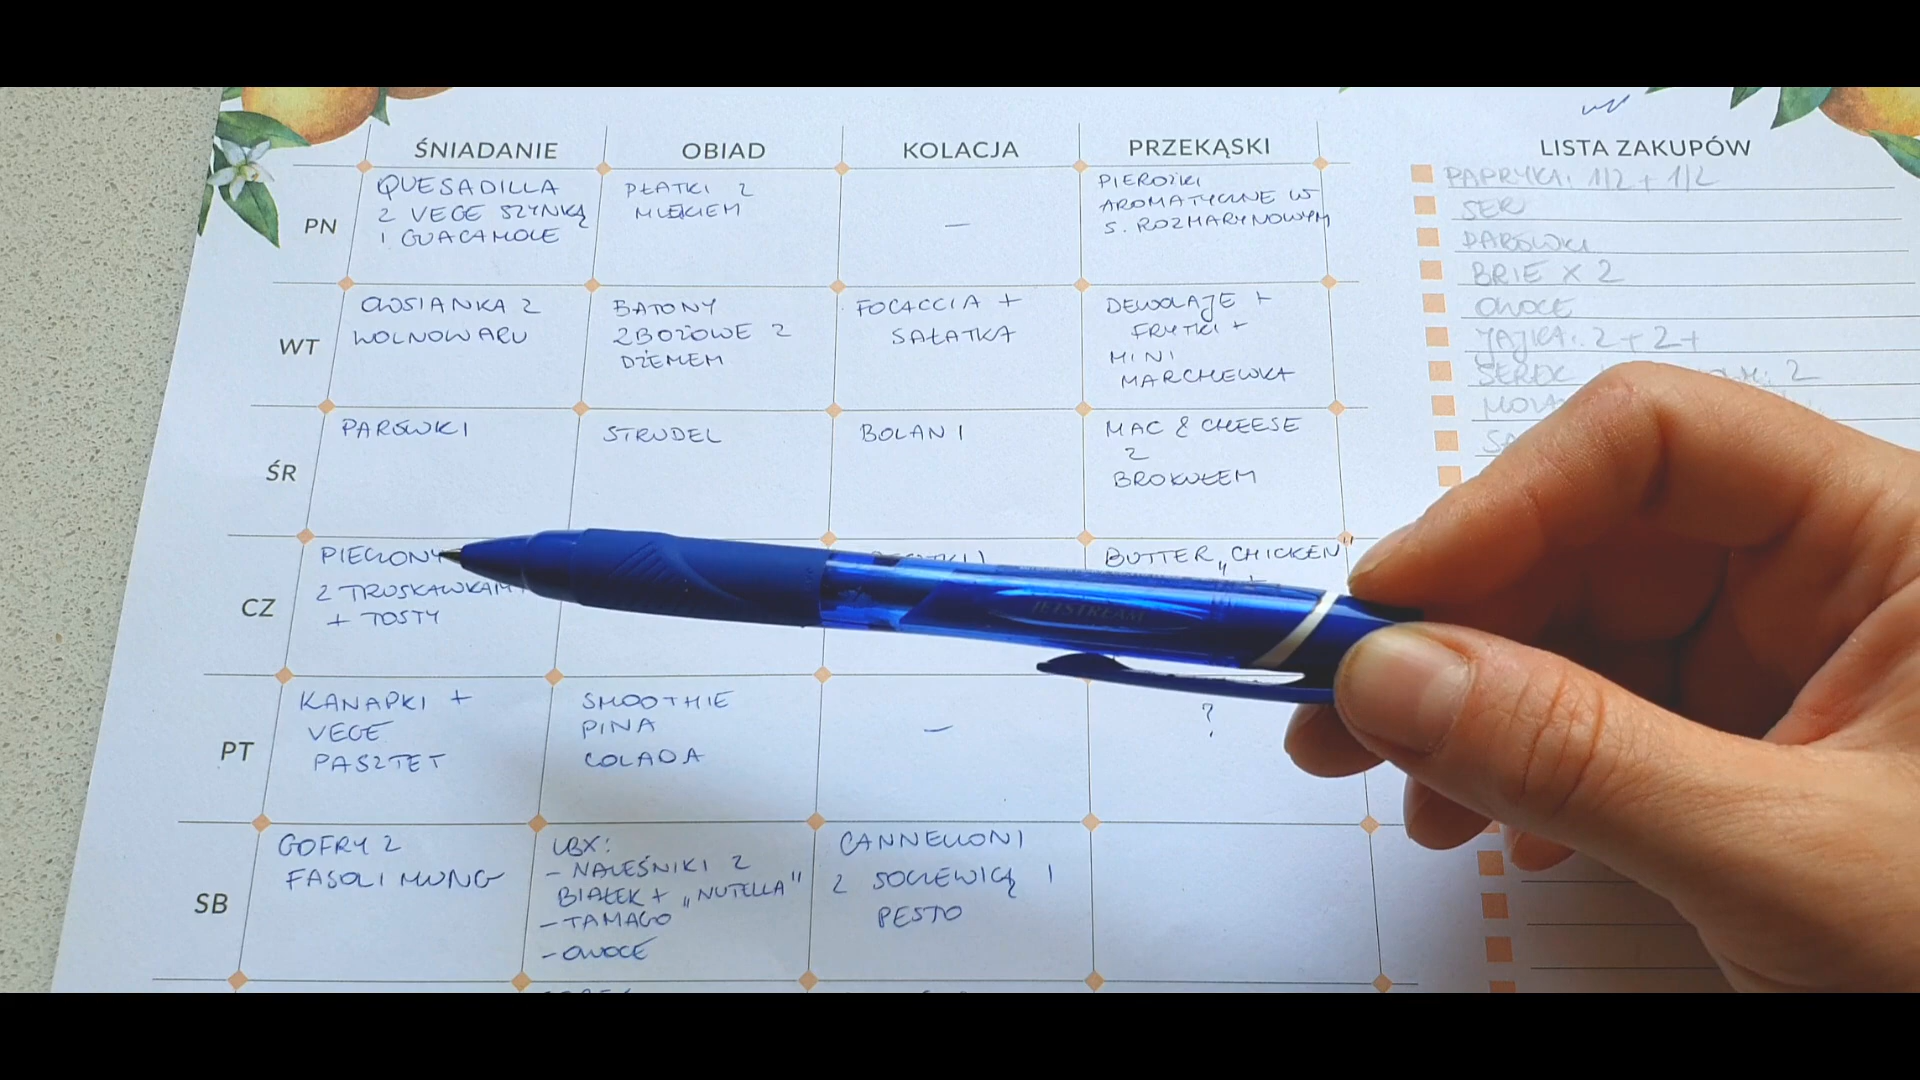 ŚNIADANIE OBIAD KOLACJA PRZEKĄSKI
PN
QUESADILLA
Z VEGE SZYNKĄ
I GUACAMOLE
PŁATKI Z
MLEKIEM
—
PIEROŻKI
AROMATYCZNE W
S. ROZMARYNOWYM
WT
OWSIANKA Z
WOLNOWARU
BATONY
ZBOŻOWE Z
DŻEMEM
FOCACCIA +
SAŁATKA
DEWOLAJE +
FRYTKI +
MINI
MARCHEWKA
ŚR
PARÓWKI
STRUDEL
BOLANI
MAC & CHEESE
Z
BROKUŁEM
CZ
PIECZONY
Z TRUSKAWKAMI
+ TOSTY
BUTTER „CHICKEN"
+
PT
KANAPKI +
VEGE
PASZTET
SMOOTHIE
PINA
COLADA
—
?
SB
GOFRY Z
FASOLI MUNG
LBX:
- NALEŚNIKI Z
BIAŁEK + „NUTELLA"
- TAMAGO
- OWOCE
CANNELLONI
Z SOCZEWICĄ I
PESTO
LISTA ZAKUPÓW
PAPRYKA: 1/2 + 1/2
SER
PARÓWKI
BRIE X 2
OWOCE
JAJKA: 2 + 2 +
SEREK 2
JETSTREAM